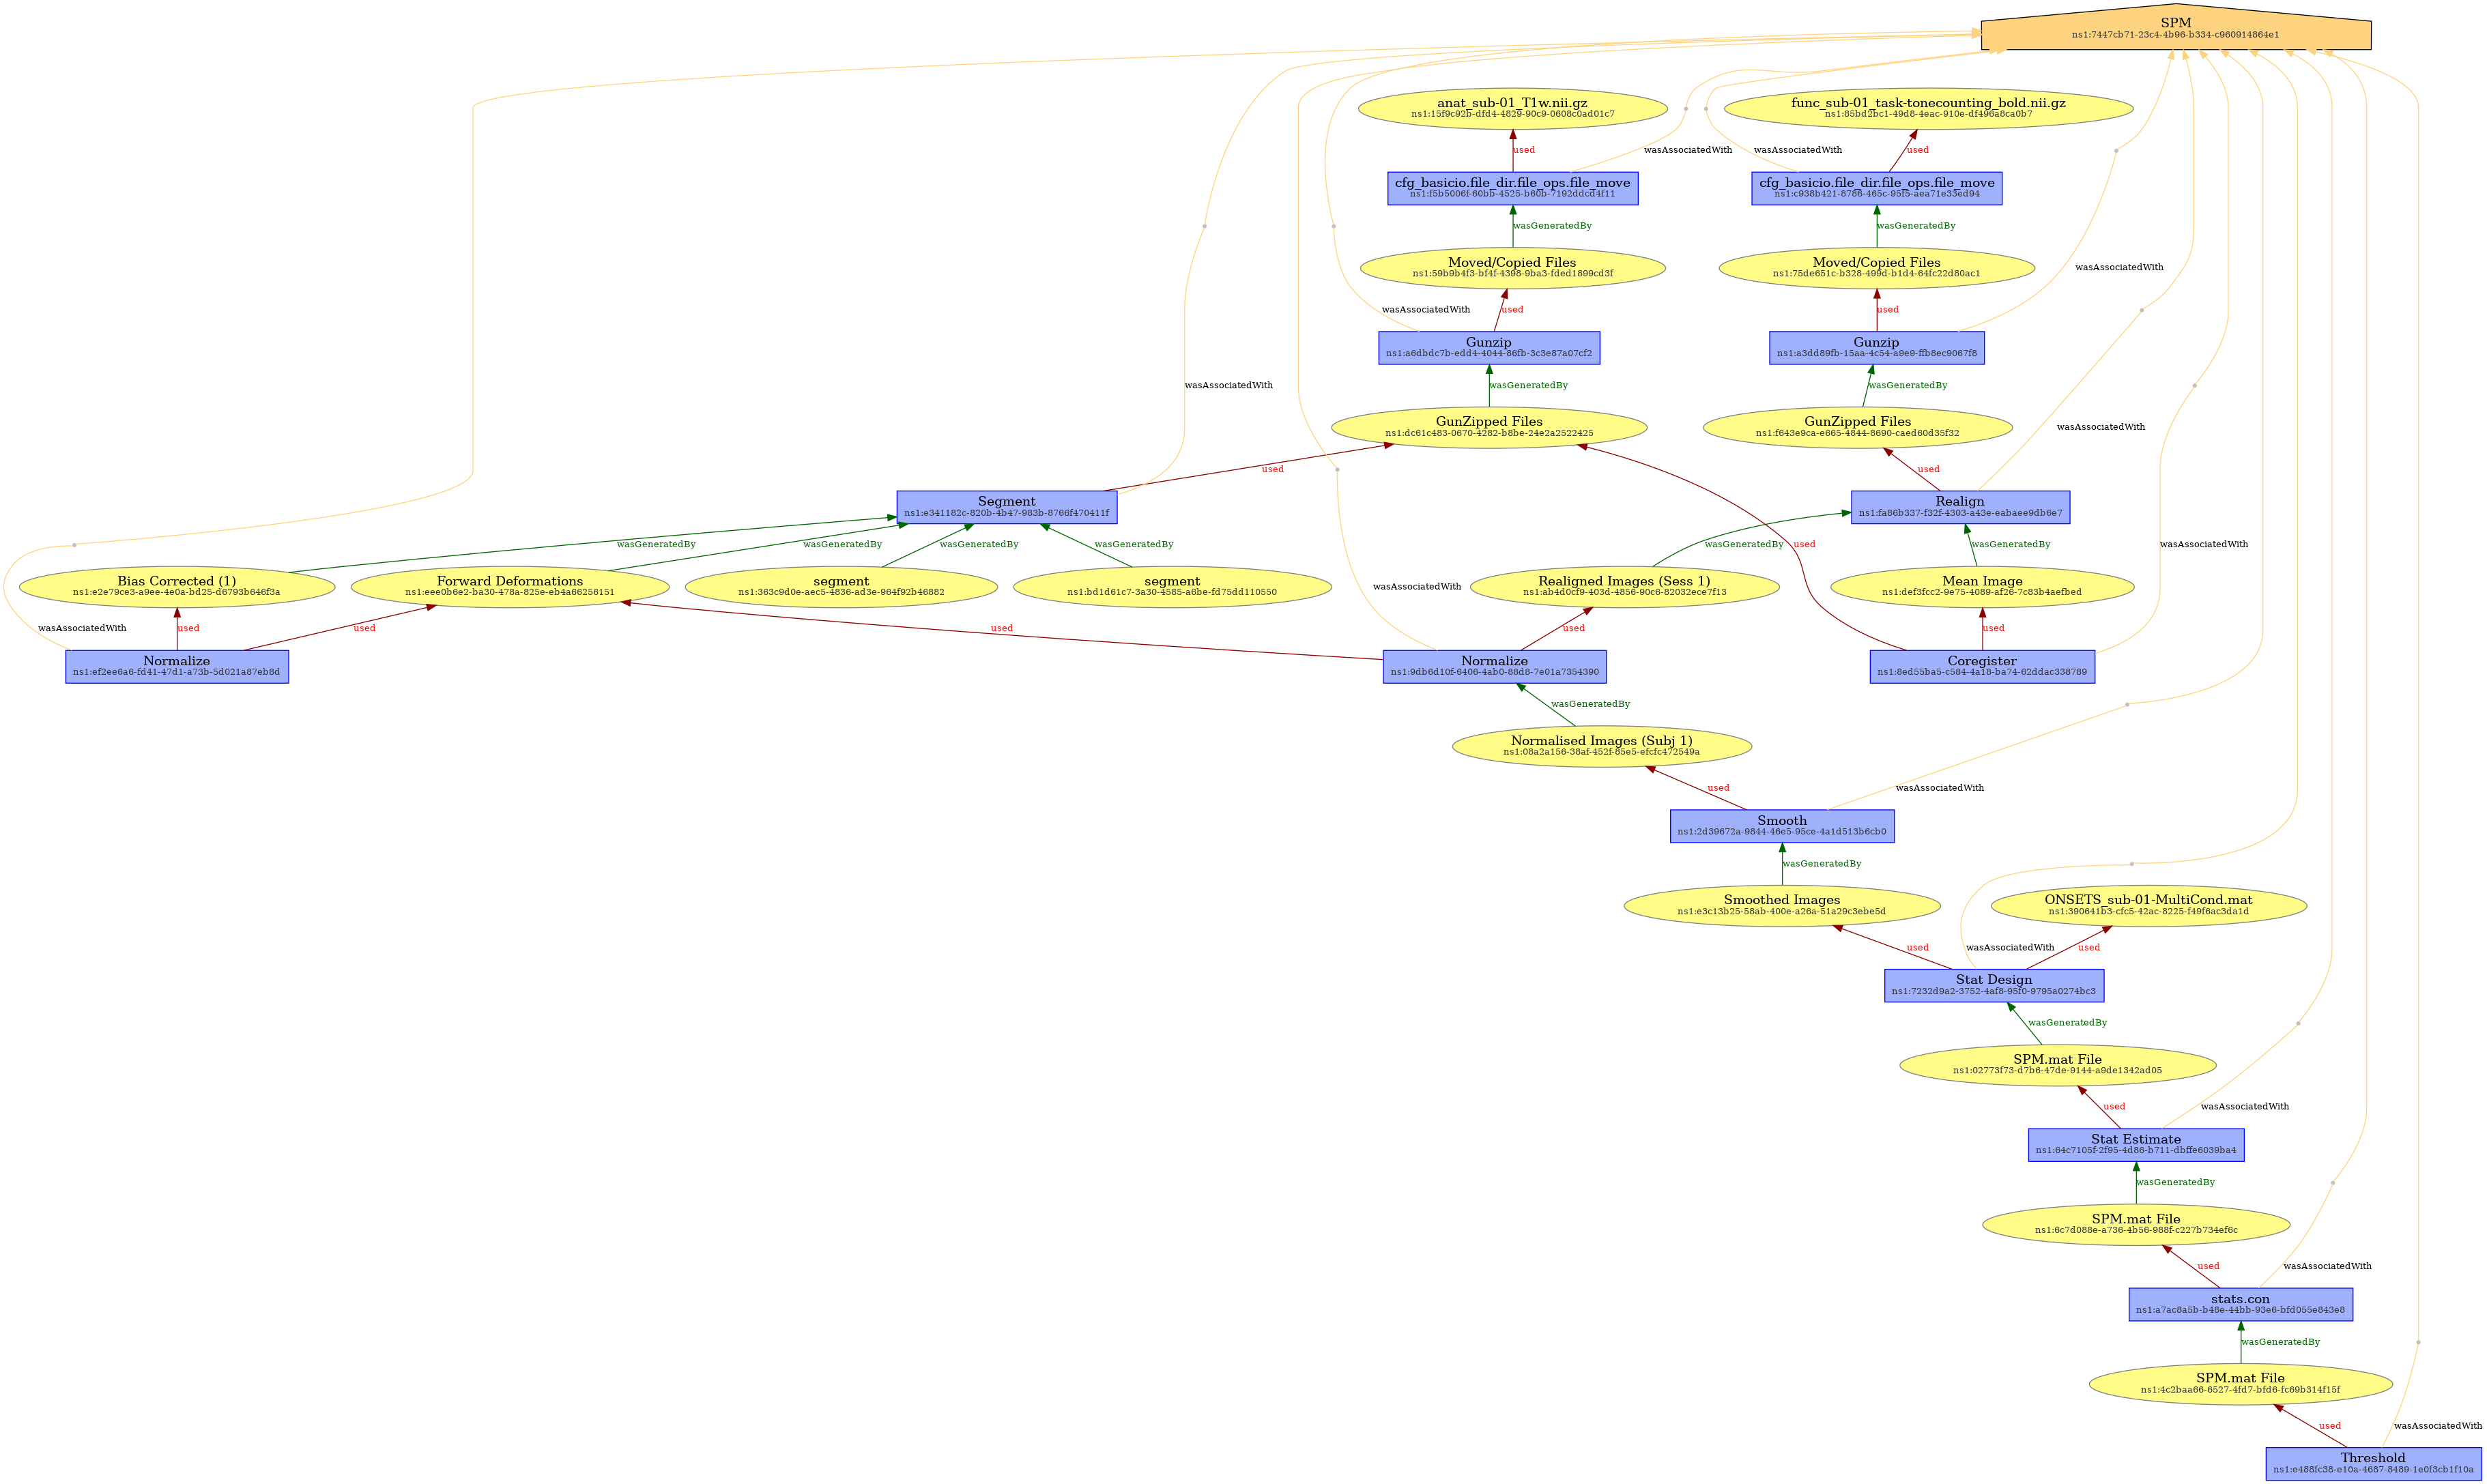 SPM
ns1:7447cb71-23c4-4b96-b334-c960914864e1
anat_sub-01_T1w.nii.gz
ns1:15f9c92b-dfd4-4829-90c9-0608c0ad01c7
func_sub-01_task-tonecounting_bold.nii.gz
ns1:85bd2bc1-49d8-4eac-910e-df496a8ca0b7
used
wasAssociatedWith
wasAssociatedWith
used
cfg_basicio.file_dir.file_ops.file_move
ns1:f5b5006f-60bb-4525-b60b-7192ddcd4f11
cfg_basicio.file_dir.file_ops.file_move
ns1:c938b421-8786-465c-95f5-aea71e33ed94
wasGeneratedBy
wasGeneratedBy
Moved/Copied Files
ns1:59b9b4f3-bf4f-4398-9ba3-fded1899cd3f
Moved/Copied Files
ns1:75de651c-b328-499d-b1d4-64fc22d80ac1
wasAssociatedWith
wasAssociatedWith
used
used
Gunzip
ns1:a6dbdc7b-edd4-4044-86fb-3c3e87a07cf2
Gunzip
ns1:a3dd89fb-15aa-4c54-a9e9-ffb8ec9067f8
wasAssociatedWith
wasGeneratedBy
wasGeneratedBy
GunZipped Files
ns1:dc61c483-0670-4282-b8be-24e2a2522425
GunZipped Files
ns1:f643e9ca-e665-4844-8690-caed60d35f32
wasAssociatedWith
used
used
Segment
ns1:e341182c-820b-4b47-983b-8766f470411f
Realign
ns1:fa86b337-f32f-4303-a43e-eabaee9db6e7
wasGeneratedBy
wasGeneratedBy
wasGeneratedBy
wasGeneratedBy
wasGeneratedBy
used
wasGeneratedBy
wasAssociatedWith
Bias Corrected (1)
ns1:e2e79ce3-a9ee-4e0a-bd25-d6793b646f3a
Forward Deformations
ns1:eee0b6e2-ba30-478a-825e-eb4a66256151
segment
ns1:363c9d0e-aec5-4836-ad3e-964f92b46882
segment
ns1:bd1d61c7-3a30-4585-a6be-fd75dd110550
wasAssociatedWith
Realigned Images (Sess 1)
ns1:ab4d0cf9-403d-4856-90c6-82032ece7f13
Mean Image
ns1:def3fcc2-9e75-4089-af26-7c83b4aefbed
wasAssociatedWith
used
used
used
used
used
Normalize
ns1:ef2ee6a6-fd41-47d1-a73b-5d021a87eb8d
Normalize
ns1:9db6d10f-6406-4ab0-88d8-7e01a7354390
Coregister
ns1:8ed55ba5-c584-4a18-ba74-62ddac338789
wasGeneratedBy
Normalised Images (Subj 1)
ns1:08a2a156-38af-452f-85e5-efcfc472549a
used
wasAssociatedWith
Smooth
ns1:2d39672a-9844-46e5-95ce-4a1d513b6cb0
wasGeneratedBy
Smoothed Images
ns1:e3c13b25-58ab-400e-a26a-51a29c3ebe5d
ONSETS_sub-01-MultiCond.mat
ns1:390641b3-cfc5-42ac-8225-f49f6ac3da1d
used
wasAssociatedWith
used
Stat Design
ns1:7232d9a2-3752-4af8-95f0-9795a0274bc3
wasGeneratedBy
SPM.mat File
ns1:02773f73-d7b6-47de-9144-a9de1342ad05
used
wasAssociatedWith
Stat Estimate
ns1:64c7105f-2f95-4d86-b711-dbffe6039ba4
wasGeneratedBy
SPM.mat File
ns1:6c7d088e-a736-4b56-988f-c227b734ef6c
used
wasAssociatedWith
stats.con
ns1:a7ac8a5b-b48e-44bb-93e6-bfd055e843e8
wasGeneratedBy
SPM.mat File
ns1:4c2baa66-6527-4fd7-bfd6-fc69b314f15f
used
wasAssociatedWith
Threshold
ns1:e488fc38-e10a-4687-8489-1e0f3cb1f10a